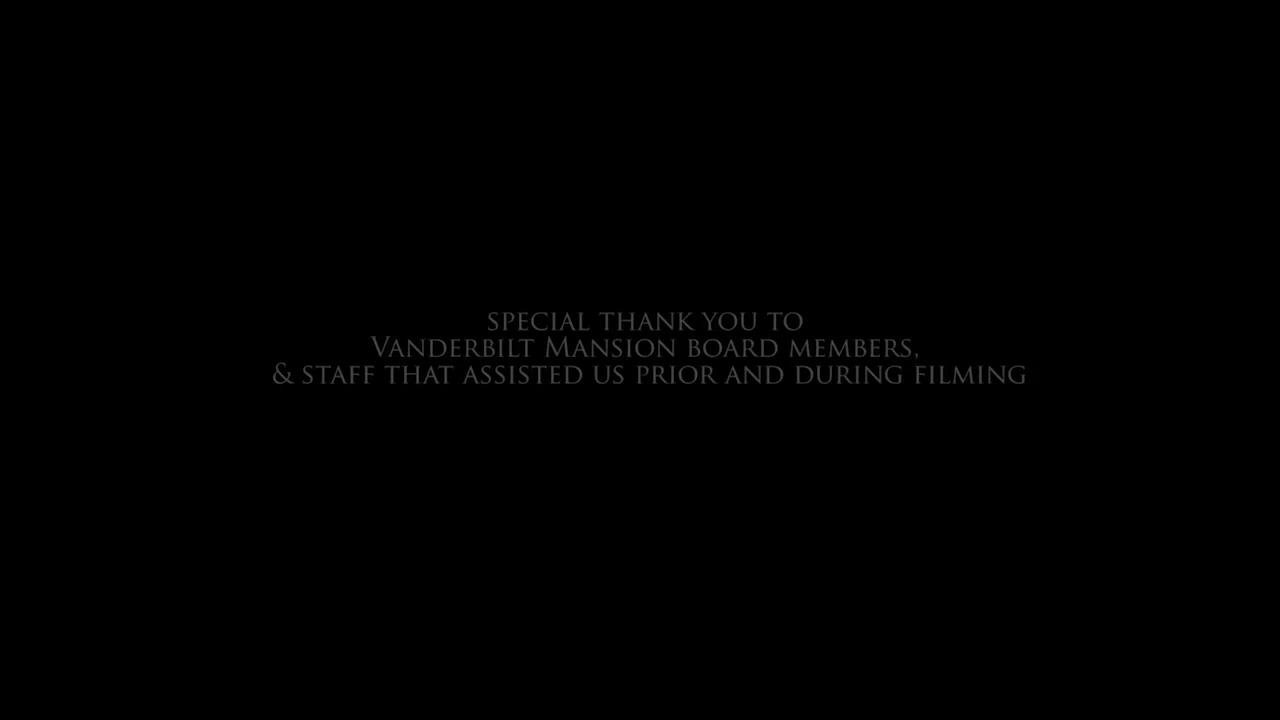 special thank you to
Vanderbilt Mansion board members,
& staff that assisted us prior and during filming